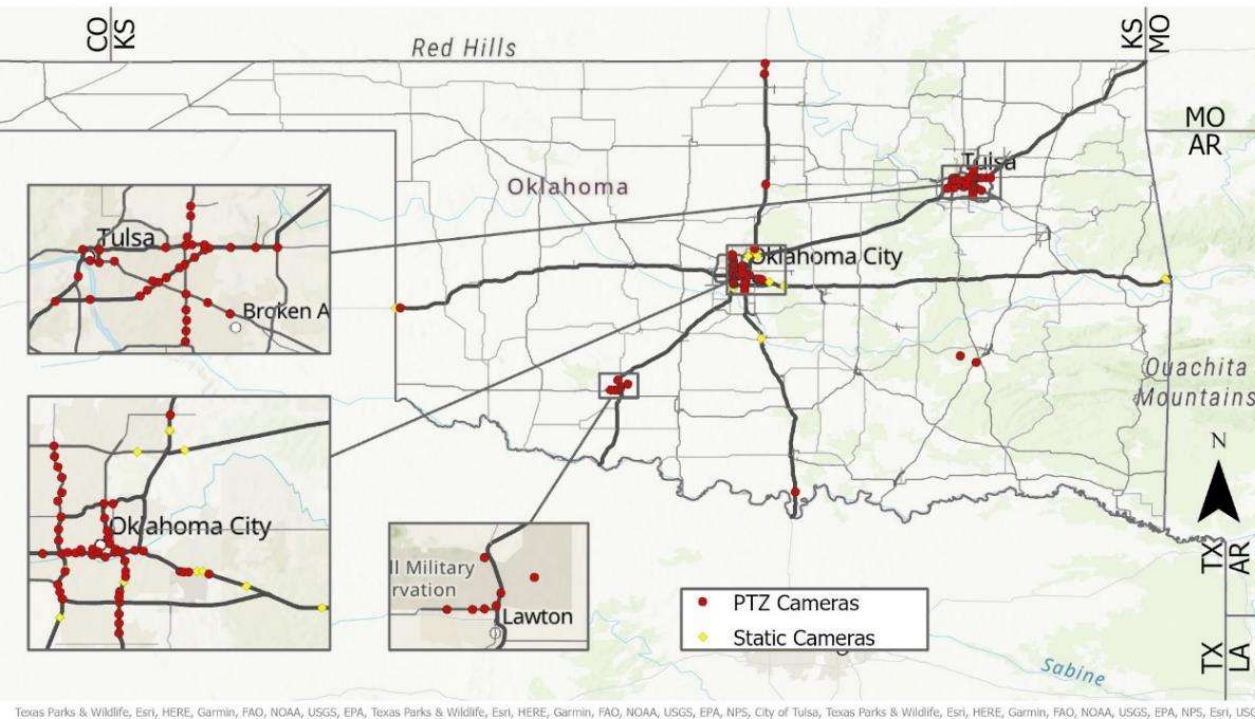 CO
KS
Red Hills
KS
MO
MO
AR
Tulsa
Oklahoma
Oklahoma City
Tulsa
Broken A
Ouachita
Mountains
N
Oklahoma City
ll Military
rvation
Lawton
PTZ Cameras
Static Cameras
TX
AR
TX
LA
Sabine
Texas Parks & Wildlife, Esri, HERE, Garmin, FAO, NOAA, USGS, EPA, Texas Parks & Wildlife, Esri, HERE, Garmin, FAO, NOAA, USGS, EPA, NPS, City of Tulsa, Texas Parks & Wildlife, Esri, HERE, Garmin, FAO, NOAA, USGS, EPA, NPS, Esri, US